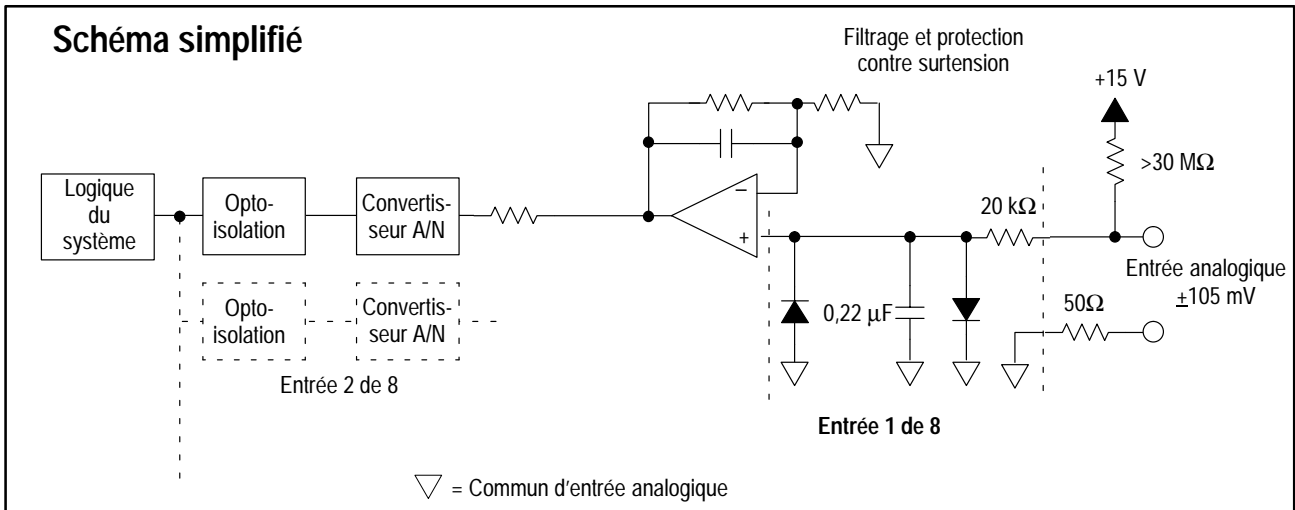 Schéma simplifié
Filtrage et protection
contre surtension
+15 V
>30 MΩ
Logique
du
système
Opto-
isolation
Convertis-
seur A/N
−
+
20 kΩ
Entrée analogique
±105 mV
50Ω
0,22 µF
Opto-
isolation
Convertis-
seur A/N
Entrée 2 de 8
Entrée 1 de 8
= Commun d'entrée analogique